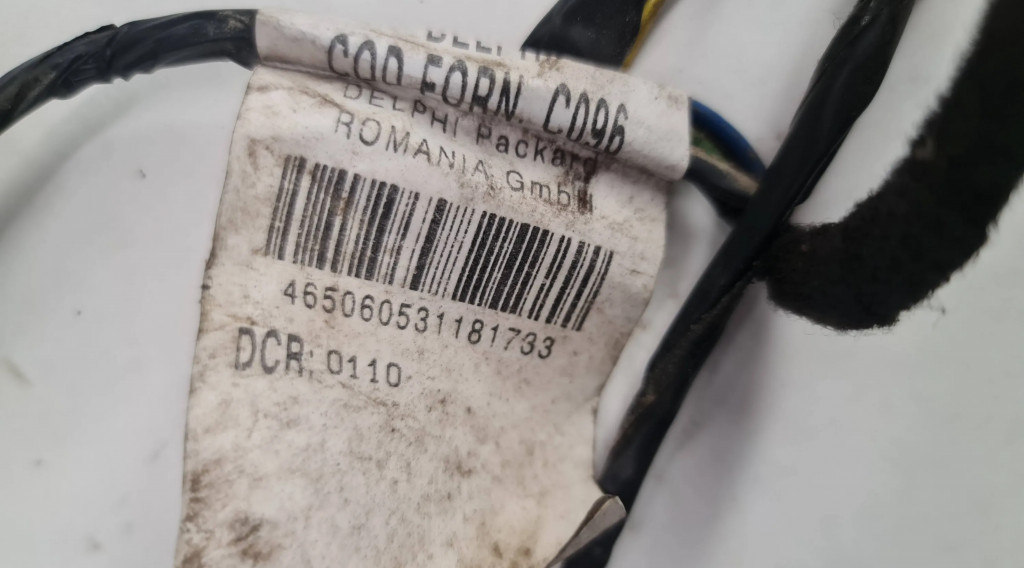 COD FORN. C096
DELPHI Packard
ROMANIA GmbH
465060531181733
DCR: 0110